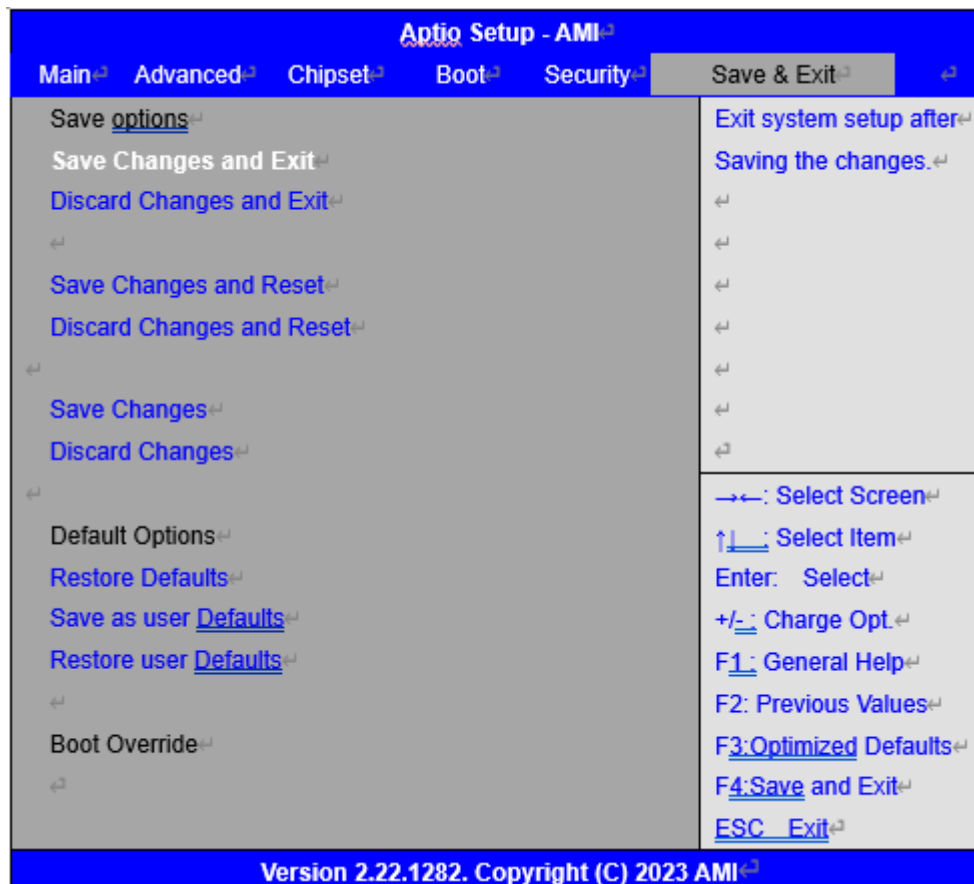 Aptio Setup - AMI
Main Advanced Chipset Boot Security Save & Exit
Save options
Save Changes and Exit
Discard Changes and Exit
Save Changes and Reset
Discard Changes and Reset
Save Changes
Discard Changes
Default Options
Restore Defaults
Save as user Defaults
Restore user Defaults
Boot Override
Exit system setup after
Saving the changes.
→←: Select Screen
↑↓ : Select Item
Enter: Select
+/- : Charge Opt.
F1 : General Help
F2: Previous Values
F3:Optimized Defaults
F4:Save and Exit
ESC Exit
Version 2.22.1282. Copyright (C) 2023 AMI